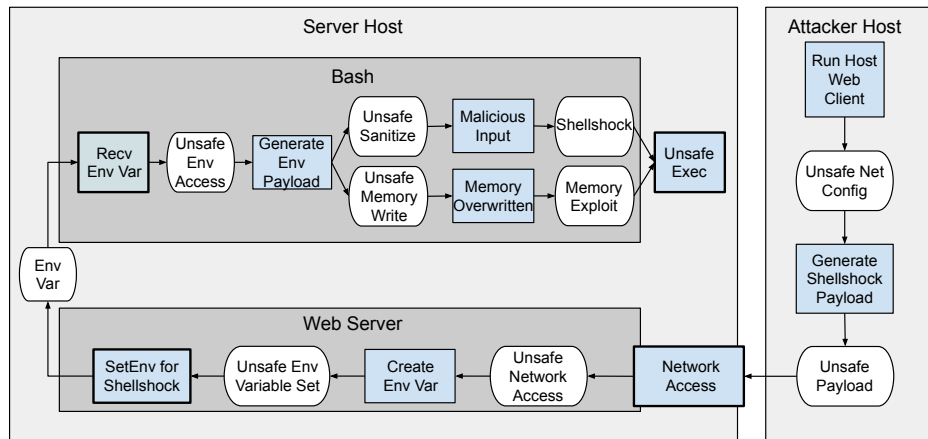 Server Host
Attacker Host
Bash
Recv
Env Var
Unsafe
Env
Access
Generate
Env
Payload
Unsafe
Sanitize
Malicious
Input
Shellshock
Unsafe
Memory
Write
Memory
Overwritten
Memory
Exploit
Unsafe
Exec
Env
Var
Web Server
SetEnv for
Shellshock
Unsafe Env
Variable Set
Create
Env Var
Unsafe
Network
Access
Network
Access
Run Host
Web
Client
Unsafe Net
Config
Generate
Shellshock
Payload
Unsafe
Payload